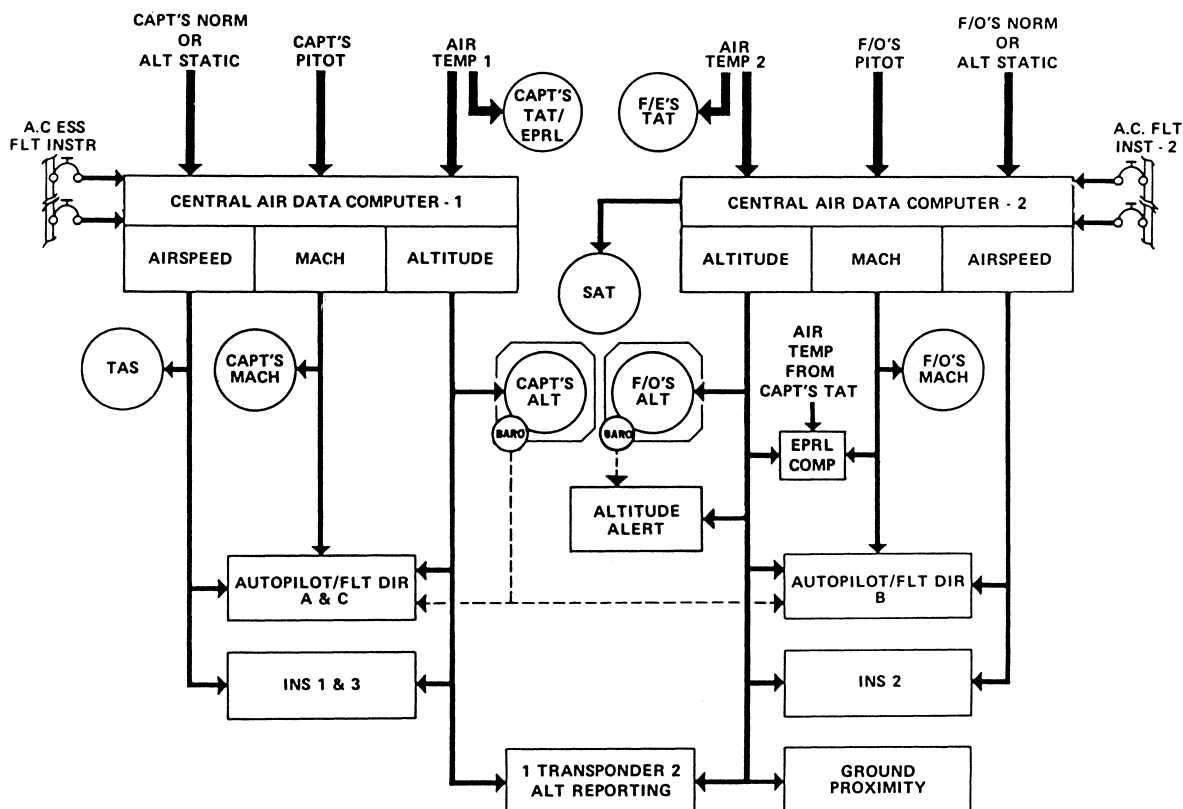 CAPT'S NORM
OR
ALT STATIC
CAPT'S
PITOT
AIR
TEMP 1
CAPT'S
TAT/
EPRL
F/E'S
TAT
AIR
TEMP 2
F/O'S
PITOT
F/O'S NORM
OR
ALT STATIC
A.C ESS
FLT INSTR
A.C. FLT
INST - 2
CENTRAL AIR DATA COMPUTER - 1
AIRSPEED
MACH
ALTITUDE
CENTRAL AIR DATA COMPUTER - 2
ALTITUDE
MACH
AIRSPEED
SAT
TAS
CAPT'S
MACH
CAPT'S
ALT
BARO
F/O'S
ALT
BARO
AIR
TEMP
FROM
CAPT'S TAT
F/O'S
MACH
EPRL
COMP
ALTITUDE
ALERT
AUTOPILOT/FLT DIR
A & C
AUTOPILOT/FLT DIR
B
INS 1 & 3
INS 2
1 TRANSPONDER 2
ALT REPORTING
GROUND
PROXIMITY